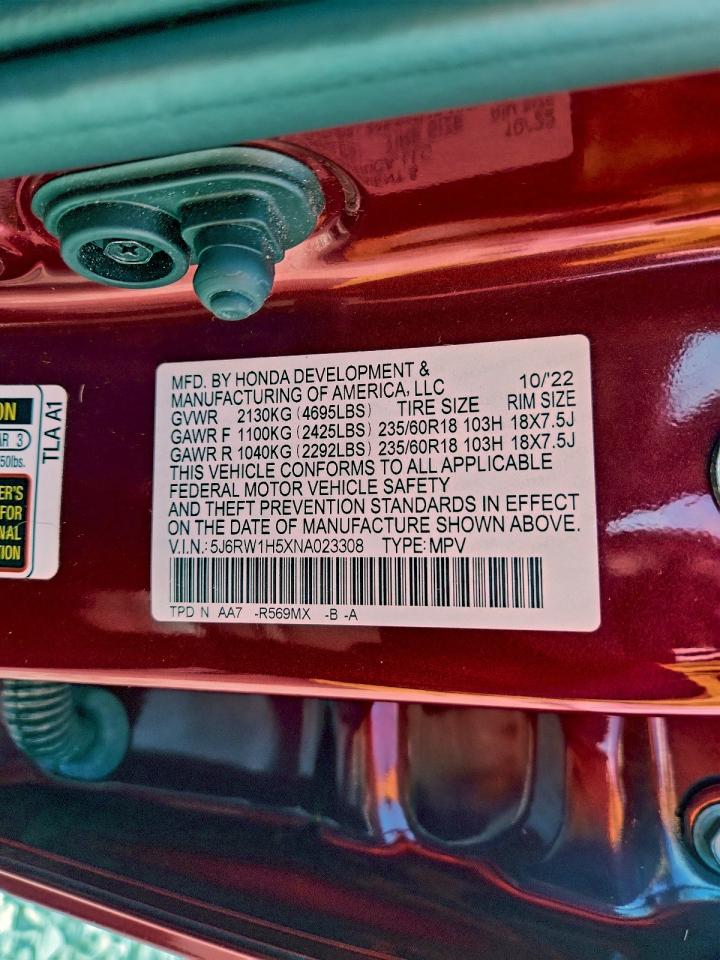 MFD. BY HONDA DEVELOPMENT &
MANUFACTURING OF AMERICA, LLC 10/'22
GVWR 2130KG (4695LBS) TIRE SIZE RIM SIZE
GAWR F 1100KG (2425LBS) 235/60R18 103H 18X7.5J
GAWR R 1040KG (2292LBS) 235/60R18 103H 18X7.5J
THIS VEHICLE CONFORMS TO ALL APPLICABLE
FEDERAL MOTOR VEHICLE SAFETY
AND THEFT PREVENTION STANDARDS IN EFFECT
ON THE DATE OF MANUFACTURE SHOWN ABOVE.
V.I.N.: 5J6RW1H5XNA023308 TYPE: MPV
TPD N AA7 -R569MX -B -A
TLA A1
3
50lbs.
FOR